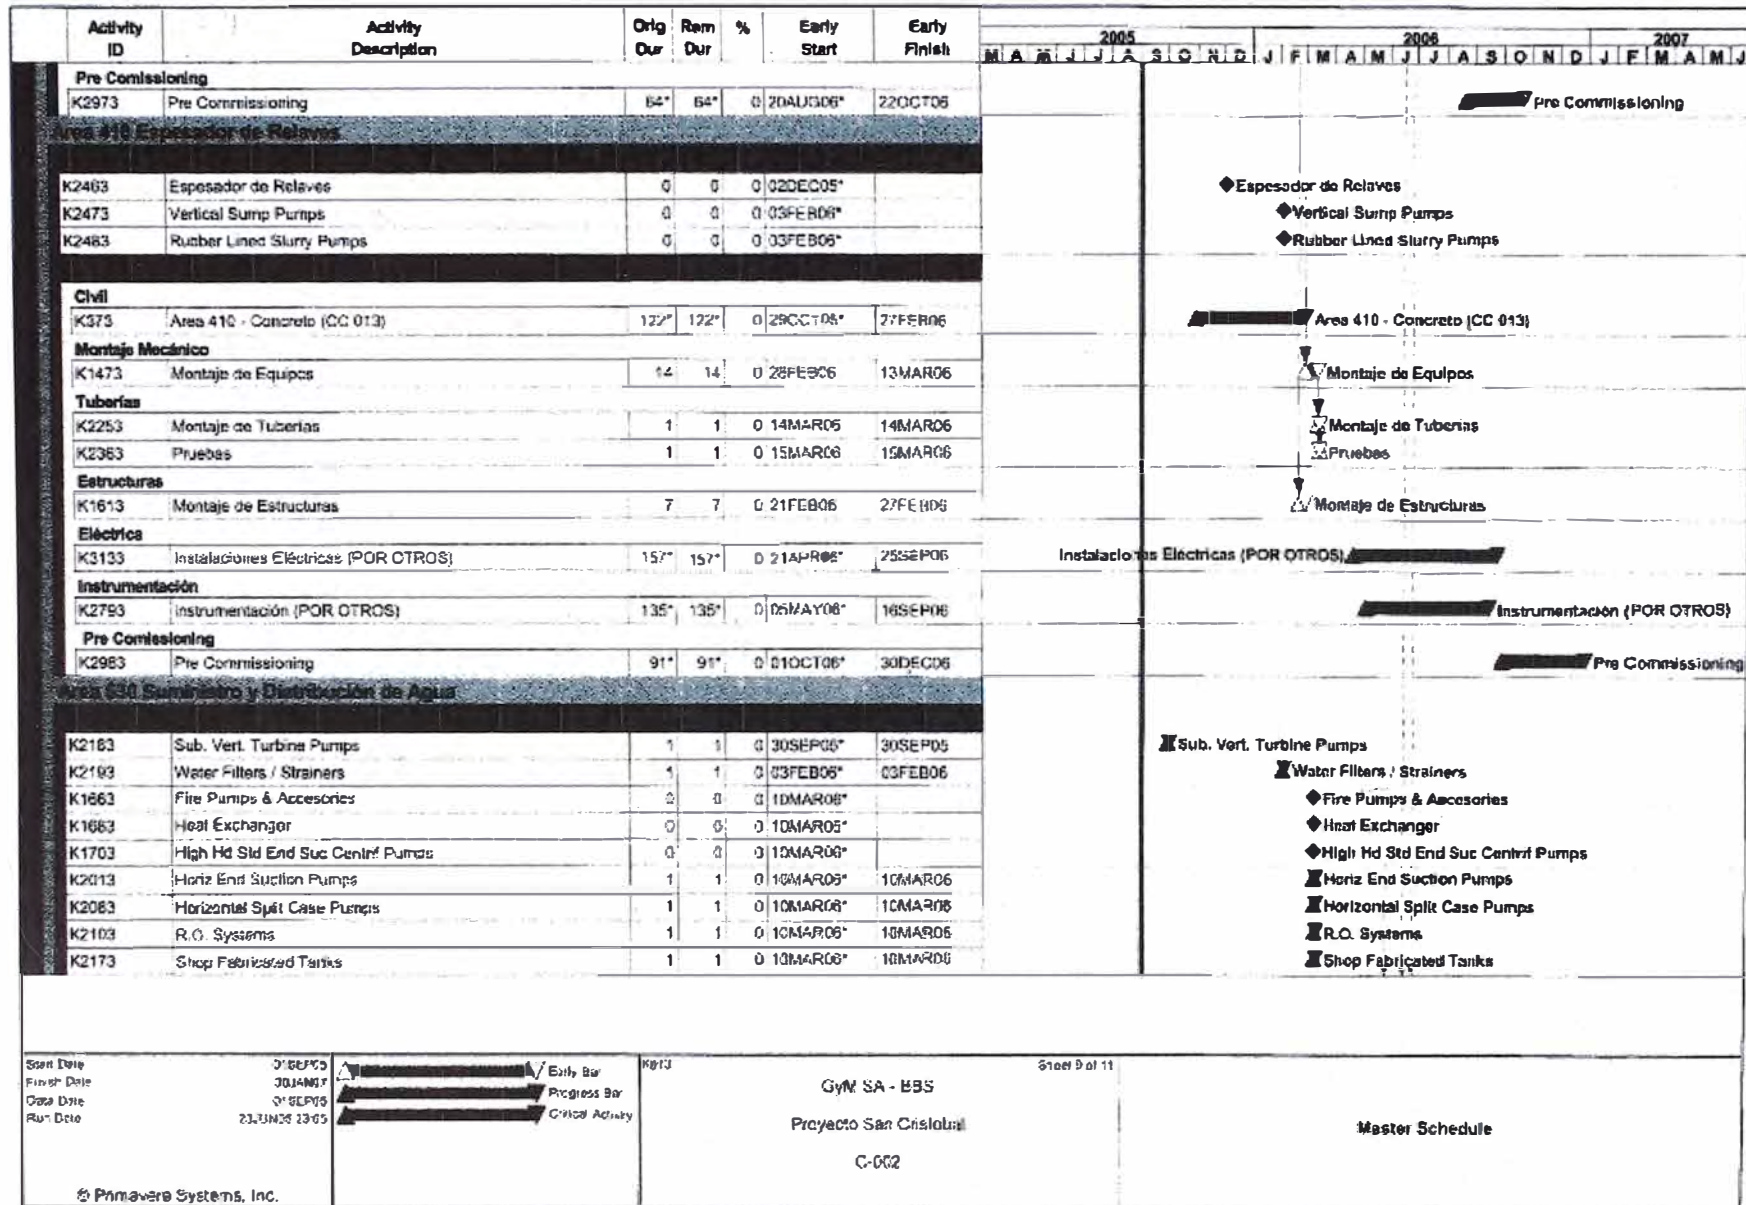 Activity ID Activity Description Orig Dur Rem Dur % Early Start Early Finish
2005 2006 2007
M A M J J A S O N D J F M A M J J A S O N D J F M A M J
Pre Comissioning
K2973 Pre Commissioning 64* 64* 0 20AUG06* 22OCT06 Pre Commissioning
Area 410 Espesador de Relaves
K2463 Espesador de Relaves 0 0 0 02DEC05* Espesador de Relaves
K2473 Vertical Sump Pumps 0 0 0 03FEB06* Vertical Sump Pumps
K2483 Rubber Lined Slurry Pumps 0 0 0 03FEB06* Rubber Lined Slurry Pumps
Civil
K373 Area 410 - Concreto (CC 013) 122* 122* 0 29OCT05* 27FEB06 Area 410 - Concreto (CC 013)
Montaje Mecánico
K1473 Montaje de Equipos 14 14 0 28FEB06 13MAR06 Montaje de Equipos
Tuberías
K2253 Montaje de Tuberias 1 1 0 14MAR06 14MAR06 Montaje de Tuberias
K2363 Pruebas 1 1 0 15MAR06 15MAR06 Pruebas
Estructuras
K1613 Montaje de Estructuras 7 7 0 21FEB06 27FEB06 Montaje de Estructuras
Eléctrica
K3133 Instalaciones Eléctricas (POR OTROS) 157* 157* 0 21APR06* 25SEP06 Instalaciones Eléctricas (POR OTROS)
Instrumentación
K2793 Instrumentación (POR OTROS) 135* 135* 0 05MAY06* 16SEP06 Instrumentación (POR OTROS)
Pre Comissioning
K2983 Pre Commissioning 91* 91* 0 01OCT06* 30DEC06 Pre Commissioning
Area 630 Suministro y Distribución de Agua
K2183 Sub. Vert. Turbine Pumps 1 1 0 30SEP05* 30SEP05 Sub. Vert. Turbine Pumps
K2193 Water Filters / Strainers 1 1 0 03FEB06* 03FEB06 Water Filters / Strainers
K1663 Fire Pumps & Accesories 0 0 0 10MAR06* Fire Pumps & Accesories
K1683 Heat Exchanger 0 0 0 10MAR06* Heat Exchanger
K1703 High Hd Std End Suc Centrf Pumps 0 0 0 10MAR06* High Hd Std End Suc Centrf Pumps
K2013 Horiz End Suction Pumps 1 1 0 10MAR06* 10MAR06 Horiz End Suction Pumps
K2083 Horizontal Split Case Pumps 1 1 0 10MAR06* 10MAR06 Horizontal Split Case Pumps
K2103 R.O. Systems 1 1 0 10MAR06* 10MAR06 R.O. Systems
K2173 Shop Fabricated Tanks 1 1 0 10MAR06* 10MAR06 Shop Fabricated Tanks
Start Date 01SEP05
Finish Date 30JAN07
Data Date 01SEP05
Run Date
© Primavera Systems, Inc.
Early Bar
Progress Bar
Critical Activity
Sheet 9 of 11
GyM SA - BBS
Proyecto San Cristobal
C-002
Master Schedule